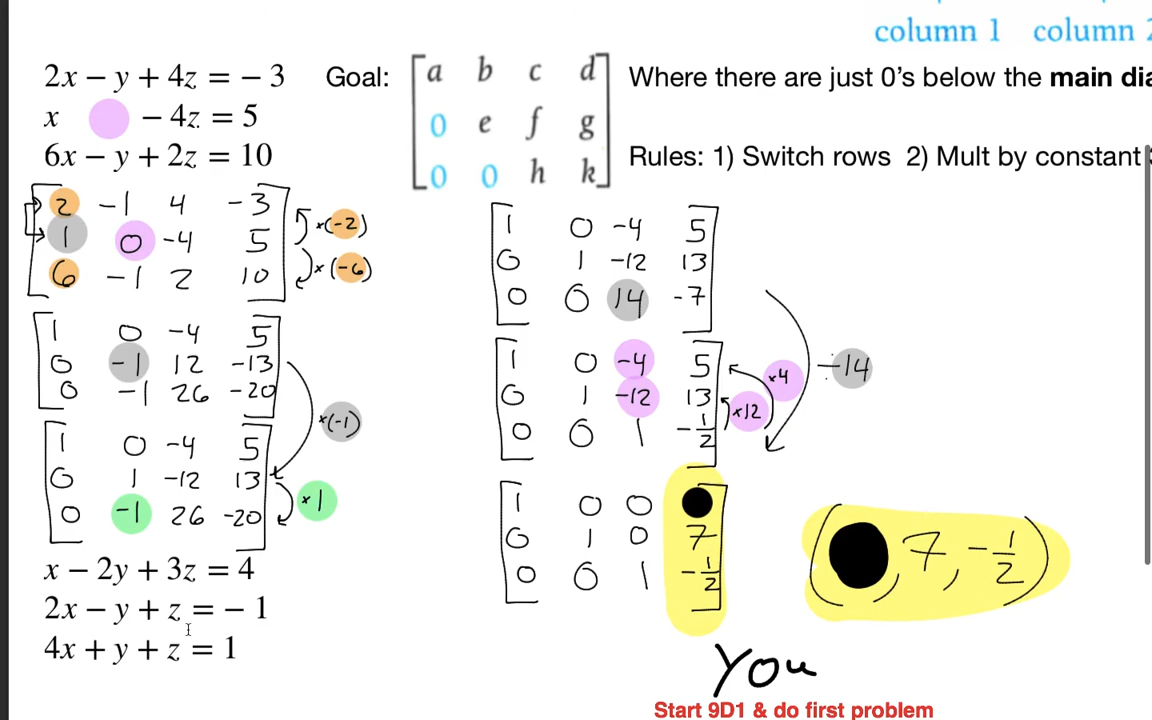 column 1 column 2
2x − y + 4z = − 3 Goal: [a b c d] Where there are just 0's below the main dia
x − 4z = 5 [0 e f g]
6x − y + 2z = 10 [0 0 h k] Rules: 1) Switch rows 2) Mult by constant
[2 -1 4 -3] ×(-2)
[1 0 -4 5]
[6 -1 2 10] ×(-6)
[1 0 -4 5]
[0 -1 12 -13]
[0 -1 26 -20] ×(-1)
[1 0 -4 5]
[0 1 -12 13]
[0 -1 26 -20] ×1
x − 2y + 3z = 4
2x − y + z = − 1
4x + y + z = 1
[1 0 -4 5]
[0 1 -12 13]
[0 0 14 -7]
÷14
[1 0 -4 5] ×4
[0 1 -12 13] ×12
[0 0 1 -1/2]
[1 0 0 ]
[0 1 0 7]
[0 0 1 -1/2]
( , 7, -1/2)
You
Start 9D1 & do first problem